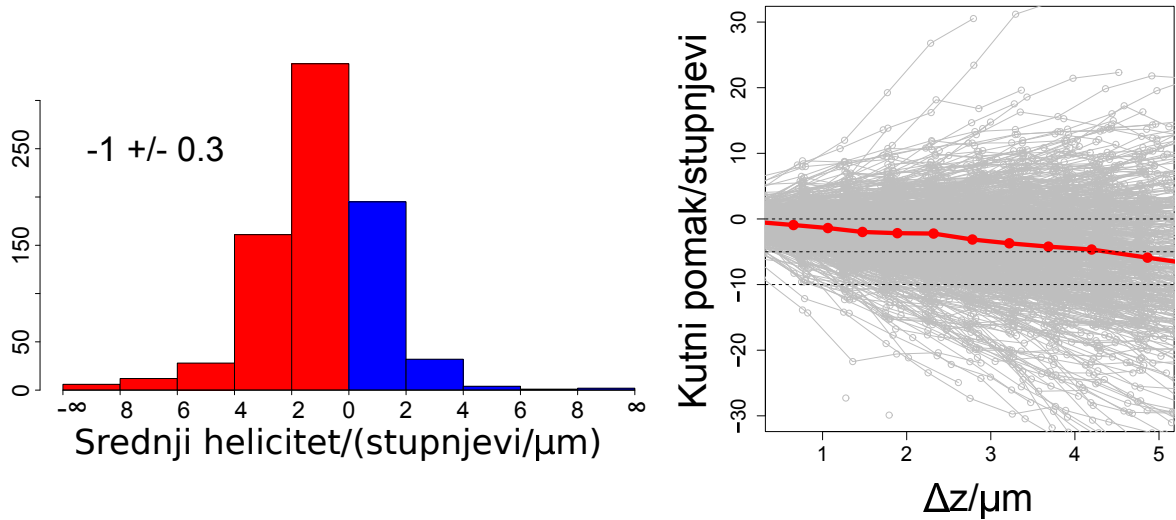 -1 +/- 0.3
250
150
50
0
-∞ 8 6 4 2 0 2 4 6 8 ∞
Srednji helicitet/(stupnjevi/μm)
Kutni pomak/stupnjevi
30
20
10
0
−10
−20
−30
1 2 3 4 5
Δz/μm